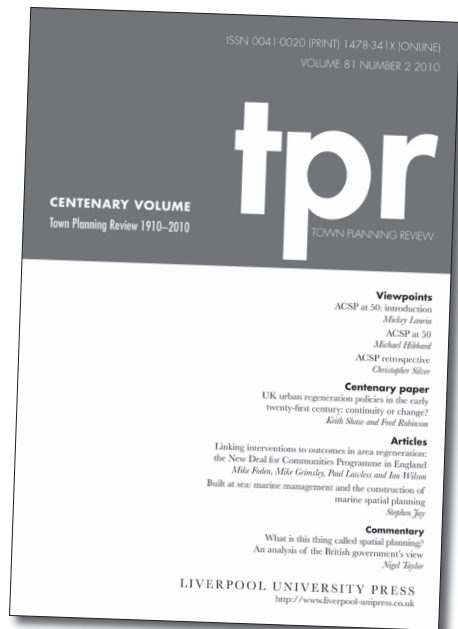 ISSN 0041-0020 (PRINT) 1478-341X (ONLINE)
VOLUME 81 NUMBER 2 2010
tpr
TOWN PLANNING REVIEW
CENTENARY VOLUME
Town Planning Review 1910–2010
Viewpoints
ACSP at 50: introduction
Mickey Lauria
ACSP at 50
Michael Hibbard
ACSP retrospective
Christopher Silver
Centenary paper
UK urban regeneration policies in the early
twenty-first century: continuity or change?
Keith Shaw and Fred Robinson
Articles
Linking interventions to outcomes in area regeneration:
the New Deal for Communities Programme in England
Mike Foden, Mike Grimsley, Paul Lawless and Ian Wilson
Built at sea: marine management and the construction of
marine spatial planning
Stephen Jay
Commentary
What is this thing called spatial planning?
An analysis of the British government's view
Nigel Taylor
LIVERPOOL UNIVERSITY PRESS
http://www.liverpool-unipress.co.uk